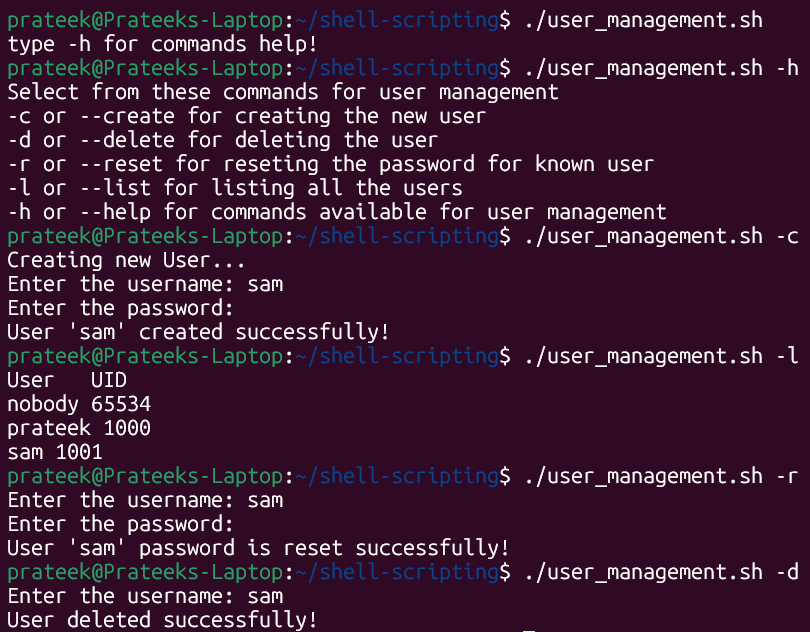 prateek@Prateeks-Laptop:~/shell-scripting$ ./user_management.sh
type -h for commands help!
prateek@Prateeks-Laptop:~/shell-scripting$ ./user_management.sh -h
Select from these commands for user management
-c or --create for creating the new user
-d or --delete for deleting the user
-r or --reset for reseting the password for known user
-l or --list for listing all the users
-h or --help for commands available for user management
prateek@Prateeks-Laptop:~/shell-scripting$ ./user_management.sh -c
Creating new User...
Enter the username: sam
Enter the password:
User 'sam' created successfully!
prateek@Prateeks-Laptop:~/shell-scripting$ ./user_management.sh -l
User   UID
nobody 65534
prateek 1000
sam 1001
prateek@Prateeks-Laptop:~/shell-scripting$ ./user_management.sh -r
Enter the username: sam
Enter the password:
User 'sam' password is reset successfully!
prateek@Prateeks-Laptop:~/shell-scripting$ ./user_management.sh -d
Enter the username: sam
User deleted successfully!